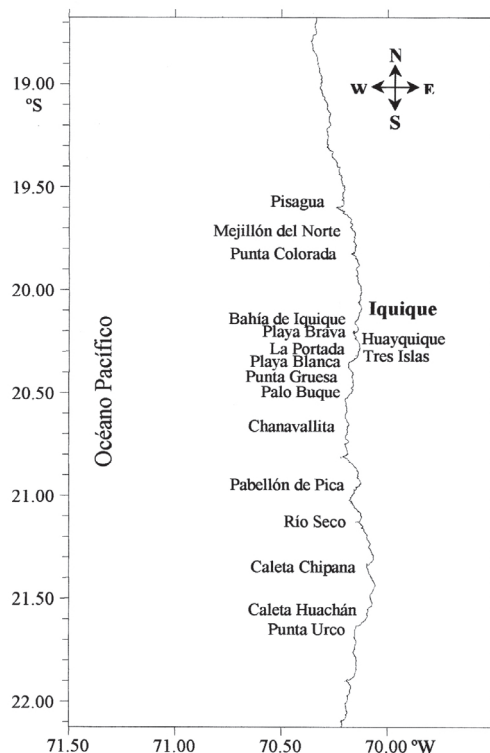 N
W E
S
19.00
ºS
19.50
20.00
20.50
21.00
21.50
22.00
Océano Pacífico
Pisagua
Mejillón del Norte
Punta Colorada
Iquique
Bahía de Iquique
Playa Brava
Huayquique
La Portada
Tres Islas
Playa Blanca
Punta Gruesa
Palo Buque
Chanavallita
Pabellón de Pica
Río Seco
Caleta Chipana
Caleta Huachán
Punta Urco
71.50 71.00 70.50 70.00 ºW